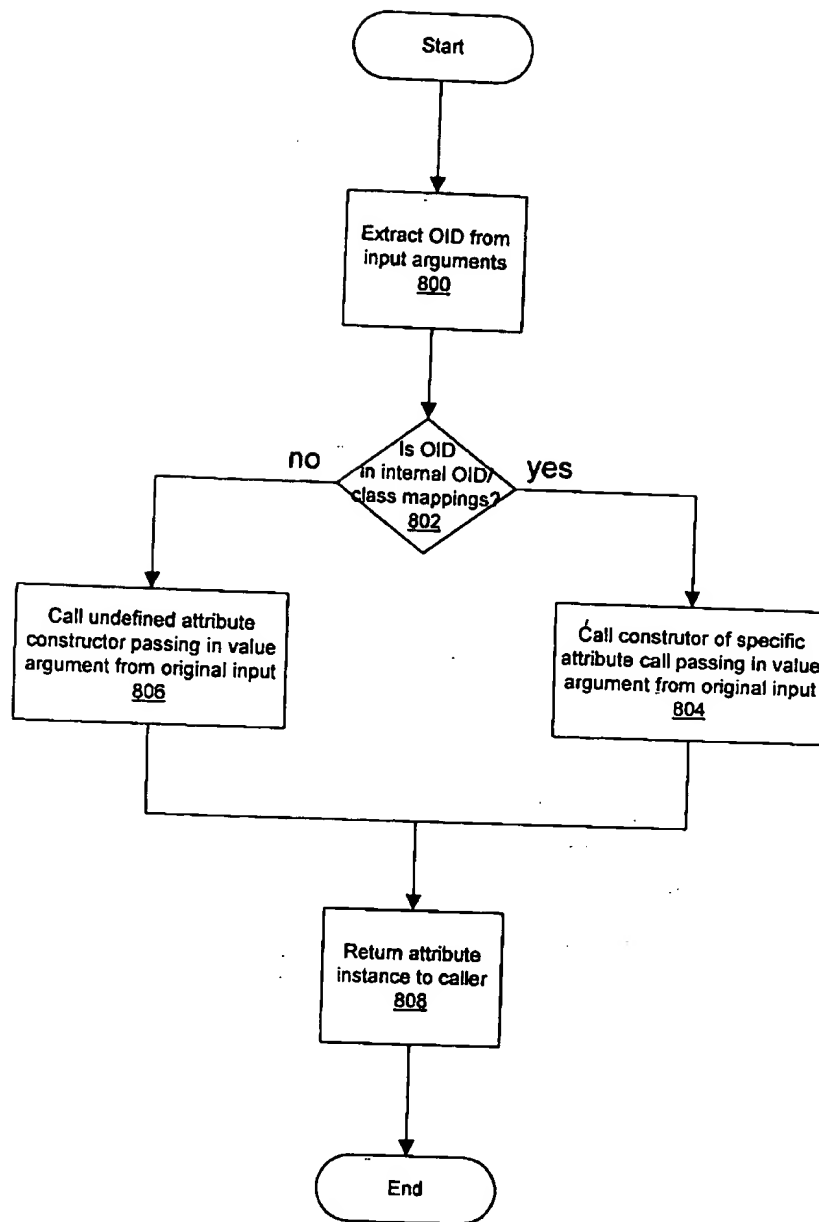 Start
Extract OID from
input arguments
800
Is OID
in internal OID/
class mappings?
802
no
yes
Call undefined attribute
constructor passing in value
argument from original input
806
Call construtor of specific
attribute call passing in value
argument from original input
804
Return attribute
instance to caller
808
End